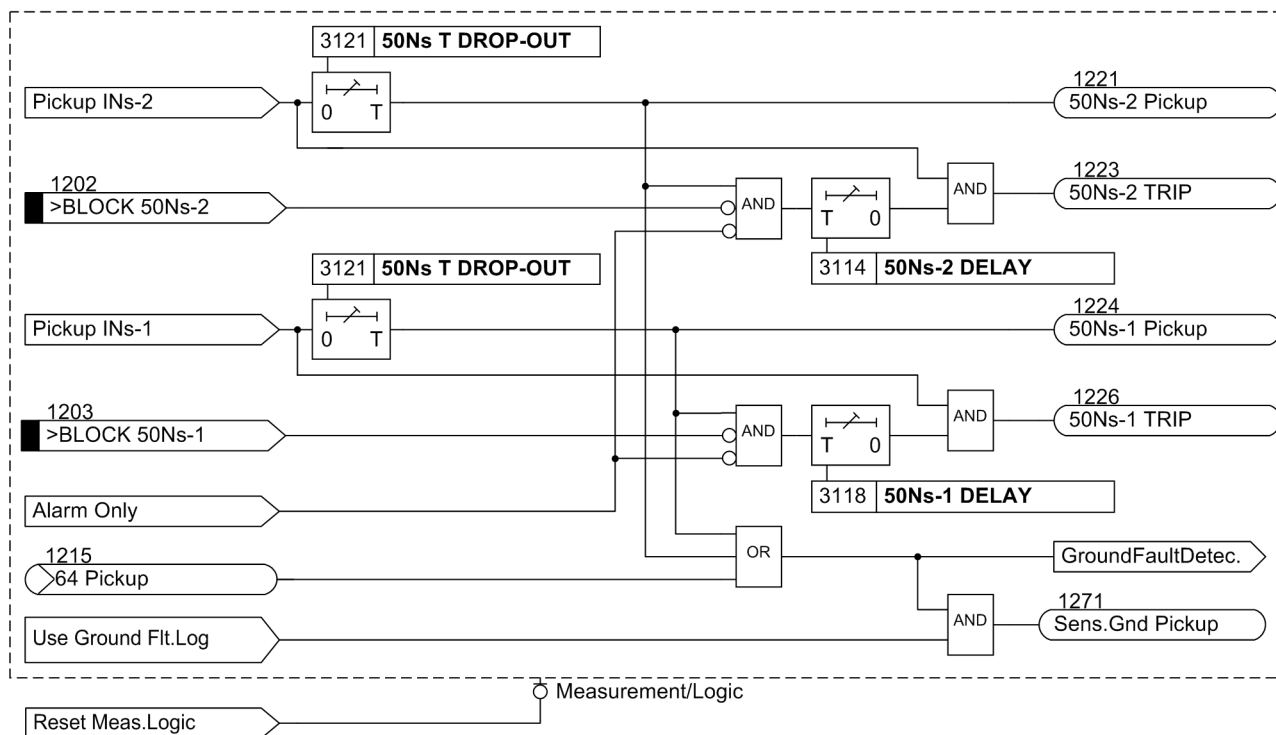 3121 50Ns T DROP-OUT
Pickup INs-2
0 T
1221
50Ns-2 Pickup
1202
>BLOCK 50Ns-2
AND
T 0
AND
1223
50Ns-2 TRIP
3114 50Ns-2 DELAY
3121 50Ns T DROP-OUT
Pickup INs-1
0 T
1224
50Ns-1 Pickup
1203
>BLOCK 50Ns-1
AND
T 0
AND
1226
50Ns-1 TRIP
3118 50Ns-1 DELAY
Alarm Only
1215
64 Pickup
OR
GroundFaultDetec.
Use Ground Flt.Log
AND
1271
Sens.Gnd Pickup
Measurement/Logic
Reset Meas.Logic